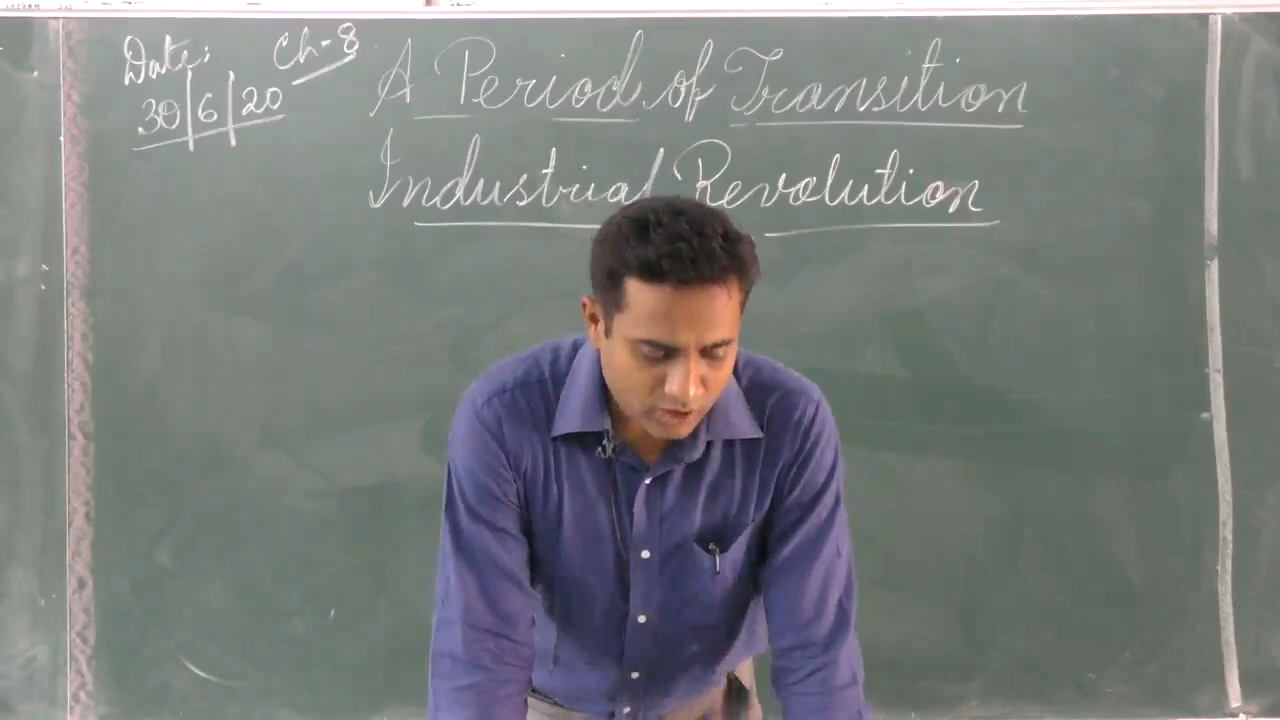 Date: Ch-8
30/6/20
A Period of Transition
Industrial Revolution